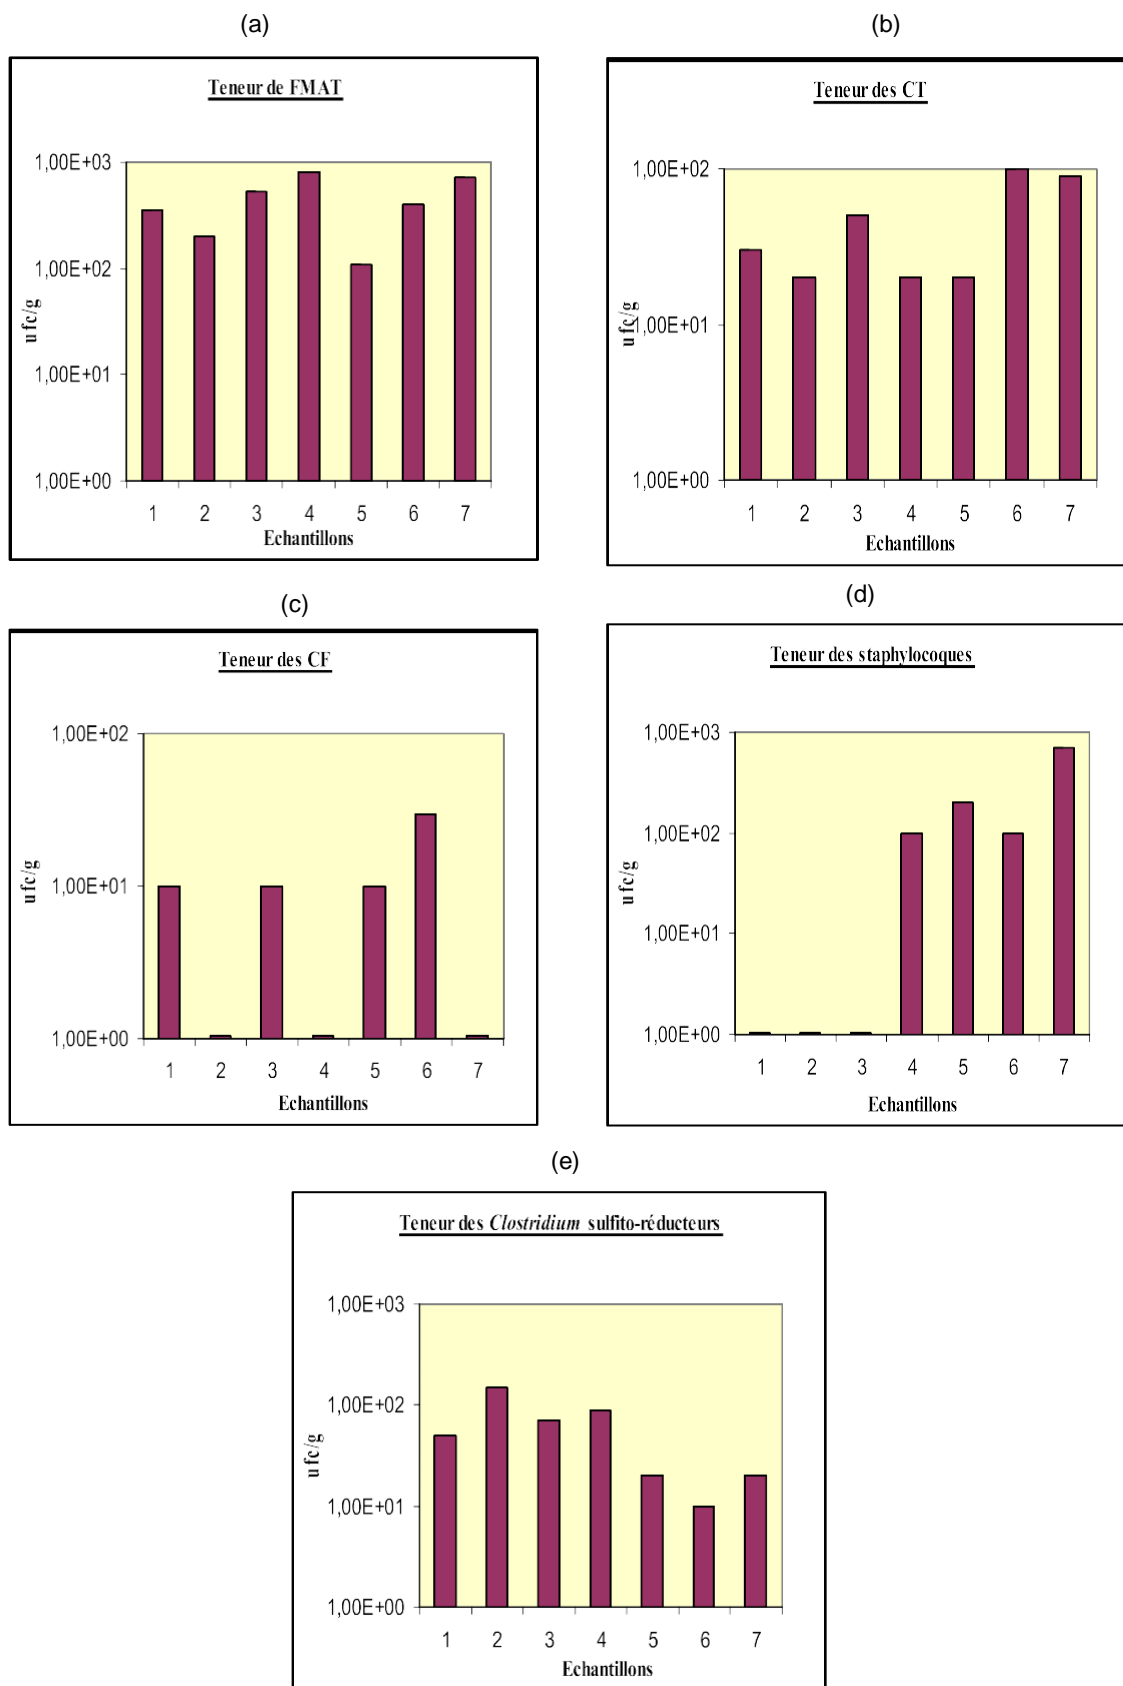 (a)
Teneur de FMAT
1,00E+03
1,00E+02
1,00E+01
1,00E+00
ufc/g
1 2 3 4 5 6 7
Echantillons
(b)
Teneur des CT
1,00E+02
1,00E+01
1,00E+00
ufc/g
1 2 3 4 5 6 7
Echantillons
(c)
Teneur des CF
1,00E+02
1,00E+01
1,00E+00
ufc/g
1 2 3 4 5 6 7
Echantillons
(d)
Teneur des staphylocoques
1,00E+03
1,00E+02
1,00E+01
1,00E+00
ufc/g
1 2 3 4 5 6 7
Echantillons
(e)
Teneur des Clostridium sulfito-réducteurs
1,00E+03
1,00E+02
1,00E+01
1,00E+00
ufc/g
1 2 3 4 5 6 7
Echantillons